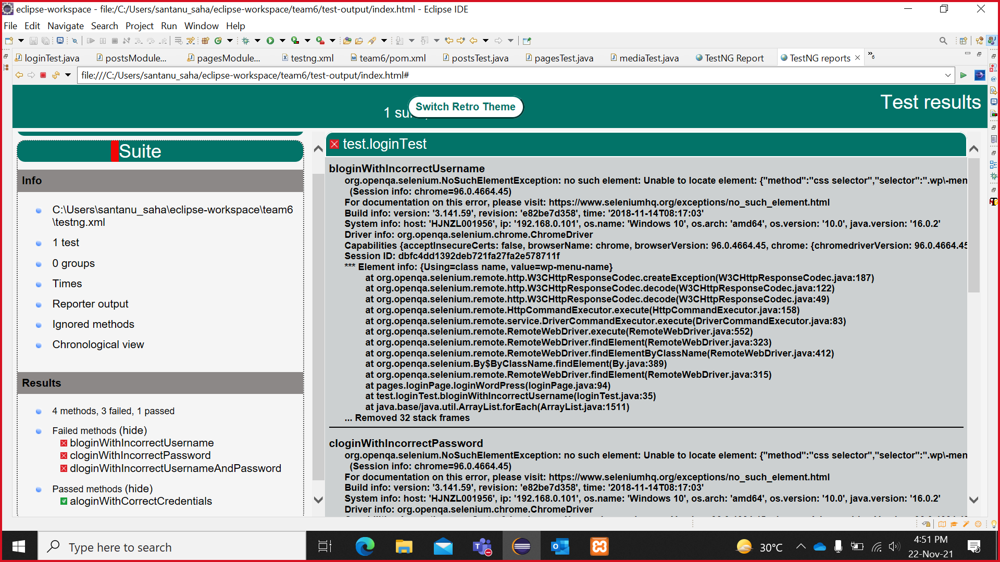 eclipse-workspace - file:/C:/Users/santanu_saha/eclipse-workspace/team6/test-output/index.html - Eclipse IDE
File Edit Navigate Search Project Run Window Help
loginTest.java postsModule... pagesModule... testng.xml team6/pom.xml postsTest.java pagesTest.java mediaTest.java TestNG Report TestNG reports
file:///C:/Users/santanu_saha/eclipse-workspace/team6/test-output/index.html#
Test results
Switch Retro Theme
1 su
Suite
Info
C:\Users\santanu_saha\eclipse-workspace\team6
\testng.xml
1 test
0 groups
Times
Reporter output
Ignored methods
Chronological view
Results
4 methods, 3 failed, 1 passed
Failed methods (hide)
bloginWithIncorrectUsername
cloginWithIncorrectPassword
dloginWithIncorrectUsernameAndPassword
Passed methods (hide)
aloginWithCorrectCredentials
test.loginTest
bloginWithIncorrectUsername
org.openqa.selenium.NoSuchElementException: no such element: Unable to locate element: {"method":"css selector","selector":".wp\-men
(Session info: chrome=96.0.4664.45)
For documentation on this error, please visit: https://www.seleniumhq.org/exceptions/no_such_element.html
Build info: version: '3.141.59', revision: 'e82be7d358', time: '2018-11-14T08:17:03'
System info: host: 'HJNZL001956', ip: '192.168.0.101', os.name: 'Windows 10', os.arch: 'amd64', os.version: '10.0', java.version: '16.0.2'
Driver info: org.openqa.selenium.chrome.ChromeDriver
Capabilities {acceptInsecureCerts: false, browserName: chrome, browserVersion: 96.0.4664.45, chrome: {chromedriverVersion: 96.0.4664.45
Session ID: dbfc4dd1392deb721fa27fa2e578711f
*** Element info: {Using=class name, value=wp-menu-name}
at org.openqa.selenium.remote.http.W3CHttpResponseCodec.createException(W3CHttpResponseCodec.java:187)
at org.openqa.selenium.remote.http.W3CHttpResponseCodec.decode(W3CHttpResponseCodec.java:122)
at org.openqa.selenium.remote.http.W3CHttpResponseCodec.decode(W3CHttpResponseCodec.java:49)
at org.openqa.selenium.remote.HttpCommandExecutor.execute(HttpCommandExecutor.java:158)
at org.openqa.selenium.remote.service.DriverCommandExecutor.execute(DriverCommandExecutor.java:83)
at org.openqa.selenium.remote.RemoteWebDriver.execute(RemoteWebDriver.java:552)
at org.openqa.selenium.remote.RemoteWebDriver.findElement(RemoteWebDriver.java:323)
at org.openqa.selenium.remote.RemoteWebDriver.findElementByClassName(RemoteWebDriver.java:412)
at org.openqa.selenium.By$ByClassName.findElement(By.java:389)
at org.openqa.selenium.remote.RemoteWebDriver.findElement(RemoteWebDriver.java:315)
at pages.loginPage.loginWordPress(loginPage.java:94)
at test.loginTest.bloginWithIncorrectUsername(loginTest.java:35)
at java.base/java.util.ArrayList.forEach(ArrayList.java:1511)
... Removed 32 stack frames
cloginWithIncorrectPassword
org.openqa.selenium.NoSuchElementException: no such element: Unable to locate element: {"method":"css selector","selector":".wp\-men
(Session info: chrome=96.0.4664.45)
For documentation on this error, please visit: https://www.seleniumhq.org/exceptions/no_such_element.html
Build info: version: '3.141.59', revision: 'e82be7d358', time: '2018-11-14T08:17:03'
System info: host: 'HJNZL001956', ip: '192.168.0.101', os.name: 'Windows 10', os.arch: 'amd64', os.version: '10.0', java.version: '16.0.2'
Driver info: org.openqa.selenium.chrome.ChromeDriver
Type here to search
30°C
4:51 PM
22-Nov-21